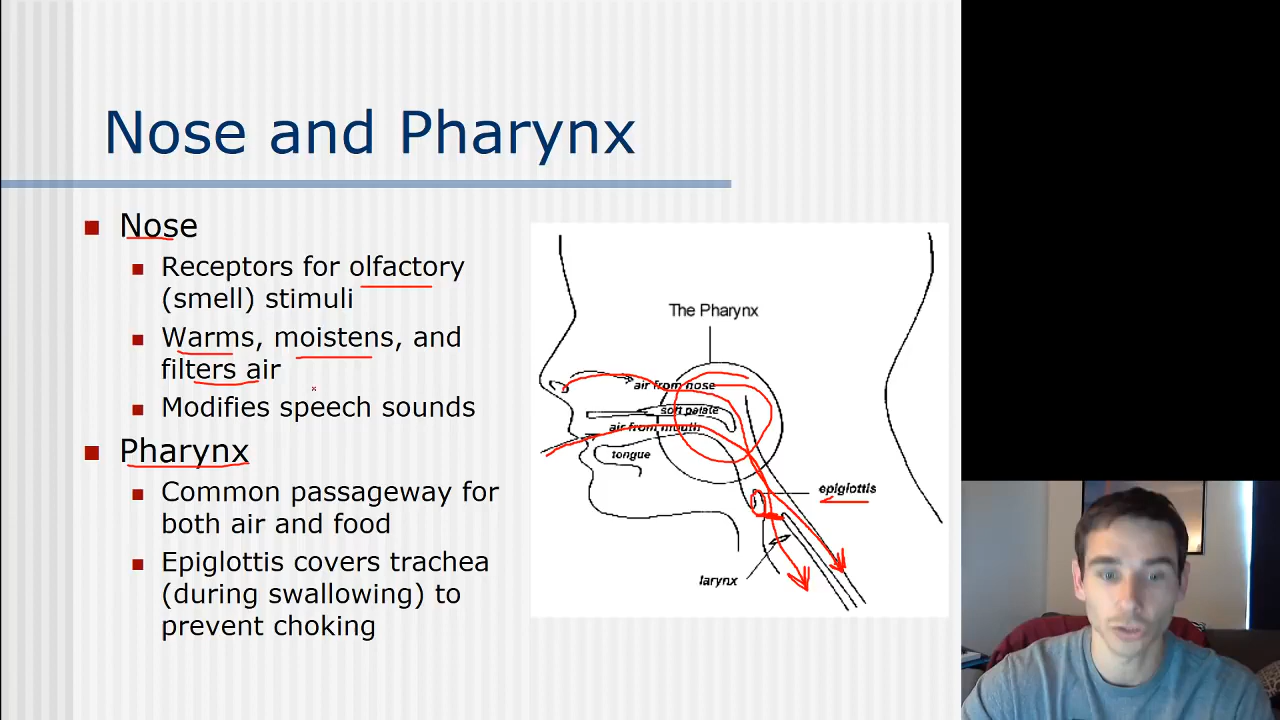 Nose and Pharynx
Nose
Receptors for olfactory
(smell) stimuli
Warms, moistens, and
filters air
Modifies speech sounds
Pharynx
Common passageway for
both air and food
Epiglottis covers trachea
(during swallowing) to
prevent choking
The Pharynx
air from nose
soft palate
air from mouth
tongue
epiglottis
larynx